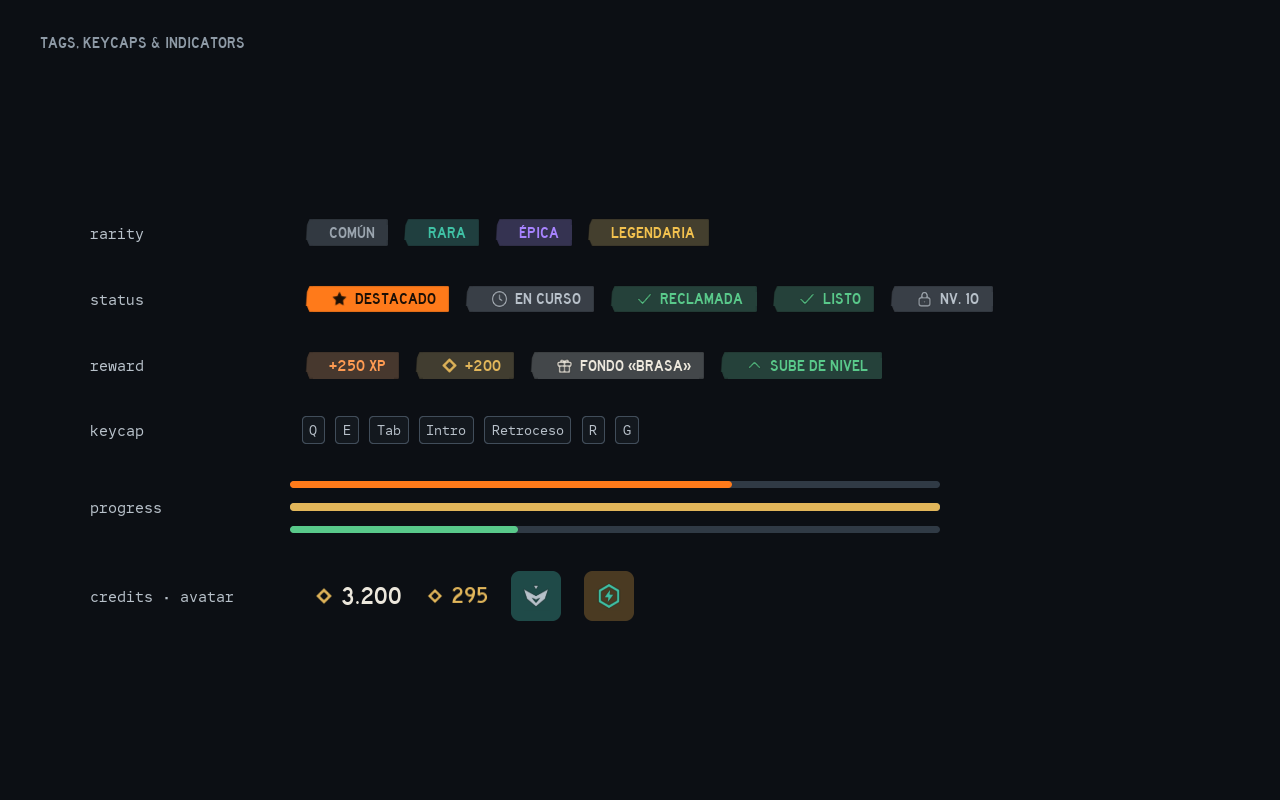 TAGS, KEYCAPS & INDICATORS
rarity COMÚN RARA ÉPICA LEGENDARIA
status DESTACADO EN CURSO RECLAMADA LISTO NV. 10
reward +250 XP +200 FONDO «BRASA» SUBE DE NIVEL
keycap Q E Tab Intro Retroceso R G
progress
credits · avatar 3.200 295